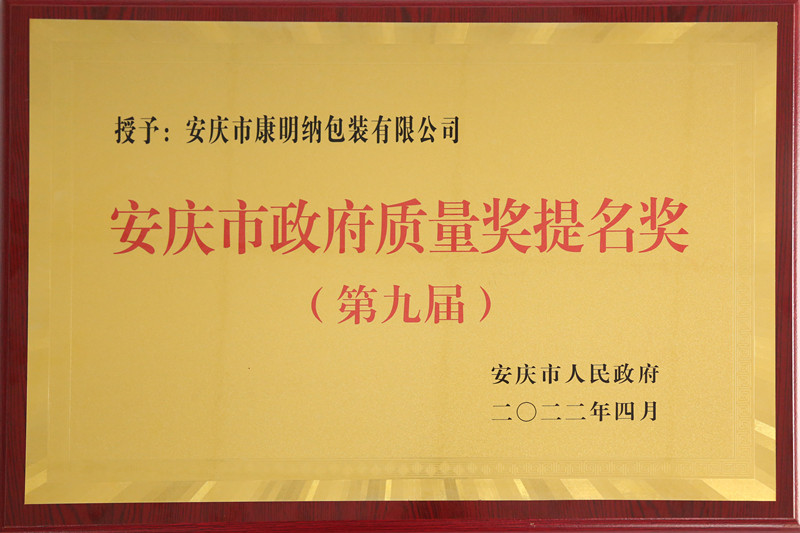 授予：安庆市康明纳包装有限公司
安庆市政府质量奖提名奖
（第九届）
安庆市人民政府
二〇二二年四月